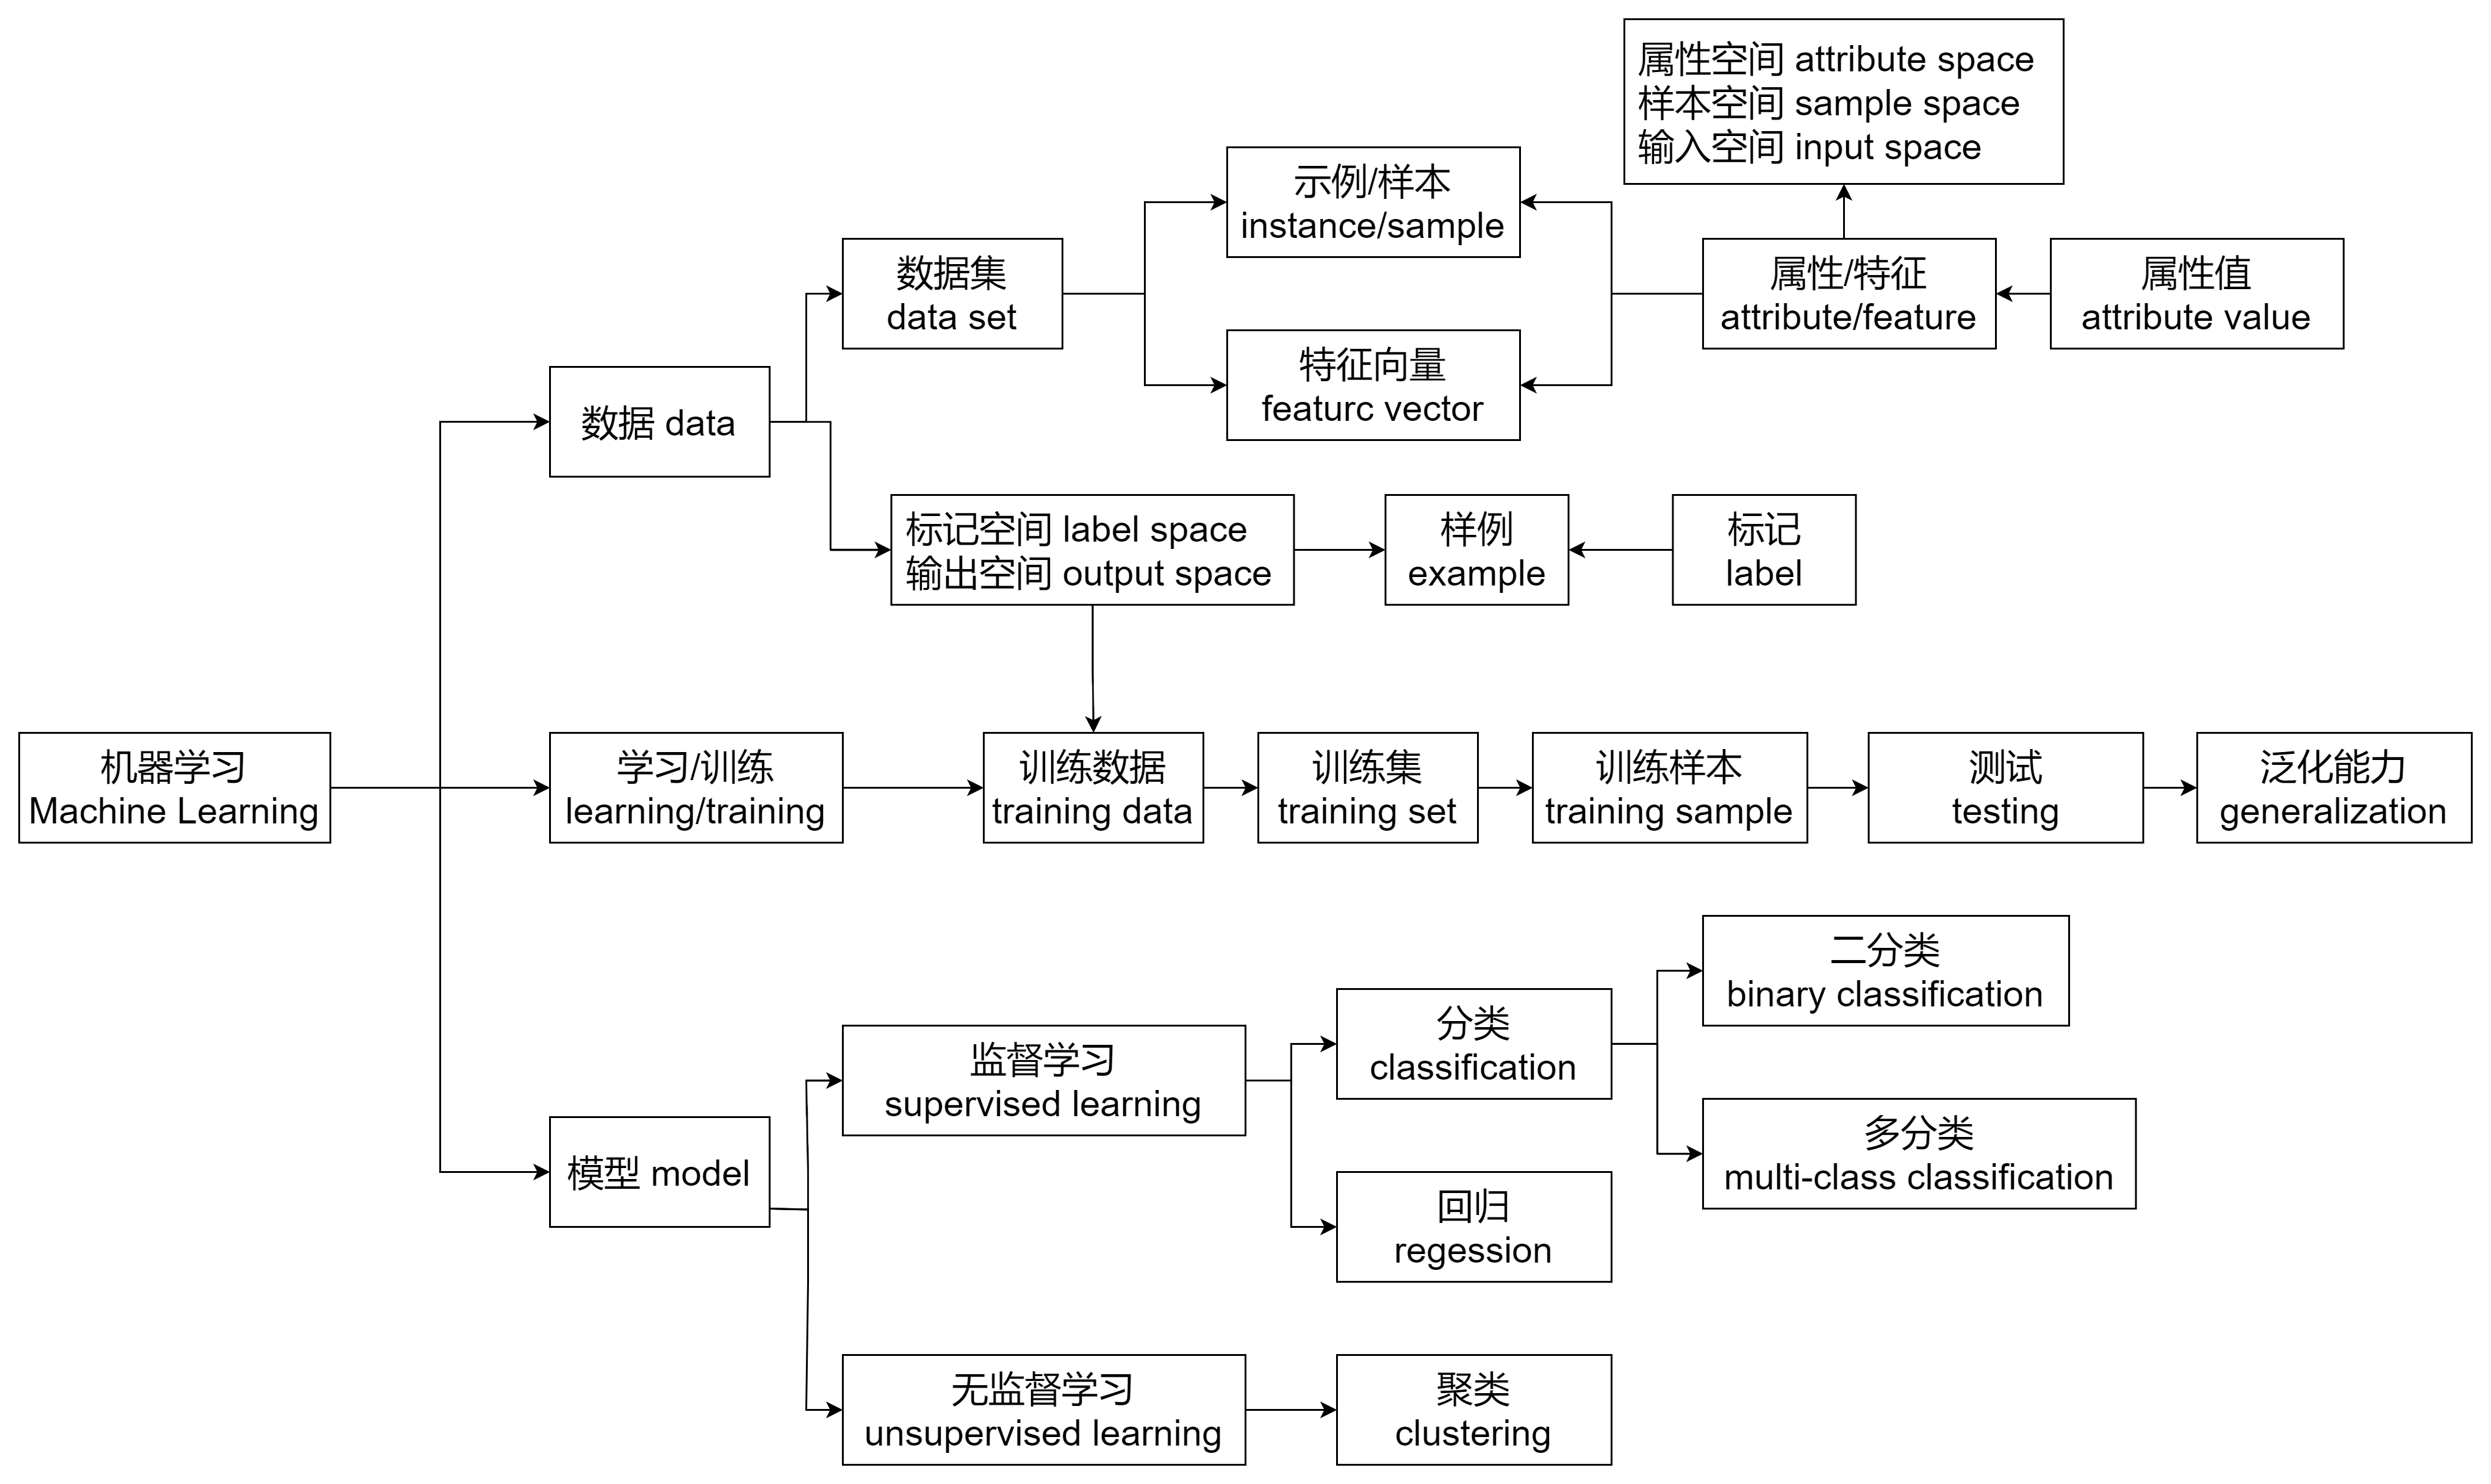 属性空间 attribute space
样本空间 sample space
输入空间 input space
示例/样本
instance/sample
数据集
data set
属性/特征
attribute/feature
属性值
attribute value
特征向量
featurc vector
数据 data
标记空间 label space
输出空间 output space
样例
example
标记
label
机器学习
Machine Learning
学习/训练
learning/training
训练数据
training data
训练集
training set
训练样本
training sample
测试
testing
泛化能力
generalization
二分类
binary classification
分类
classification
监督学习
supervised learning
多分类
multi-class classification
模型 model
回归
regession
无监督学习
unsupervised learning
聚类
clustering